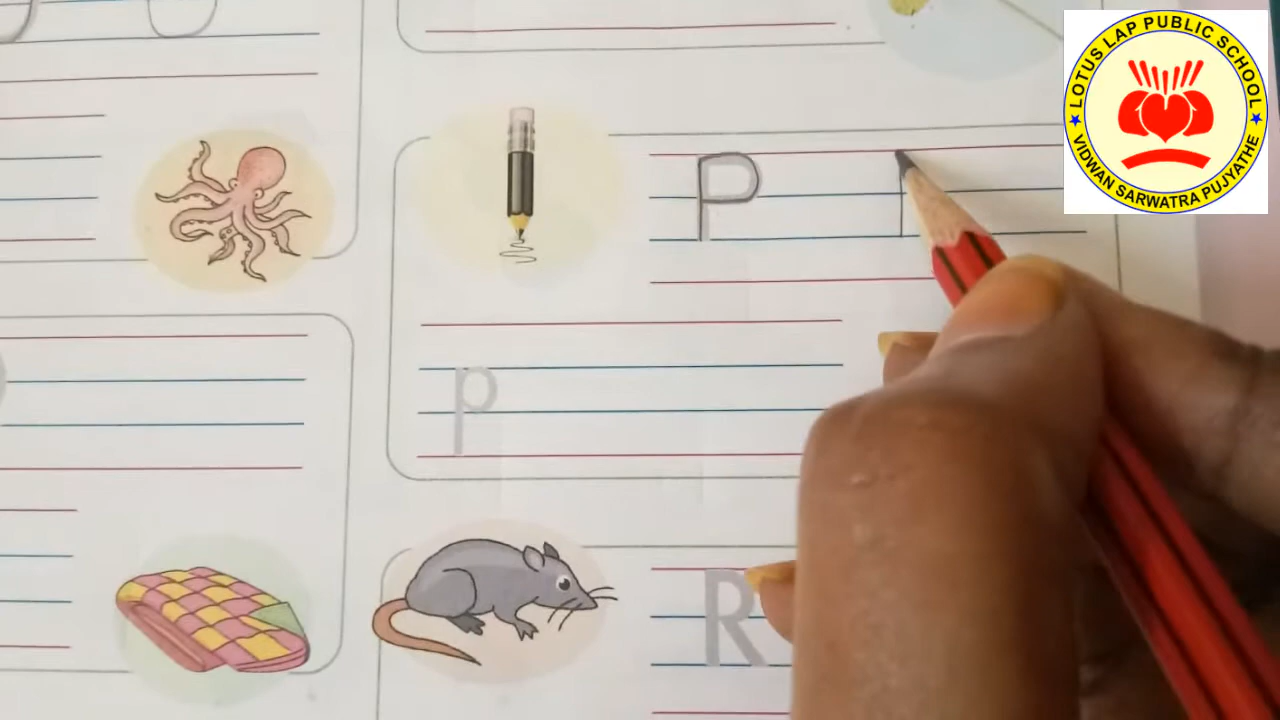 LOTUS LAP PUBLIC SCHOOL
VIDWAN SARWATRA PUJYATHE
P
p
R